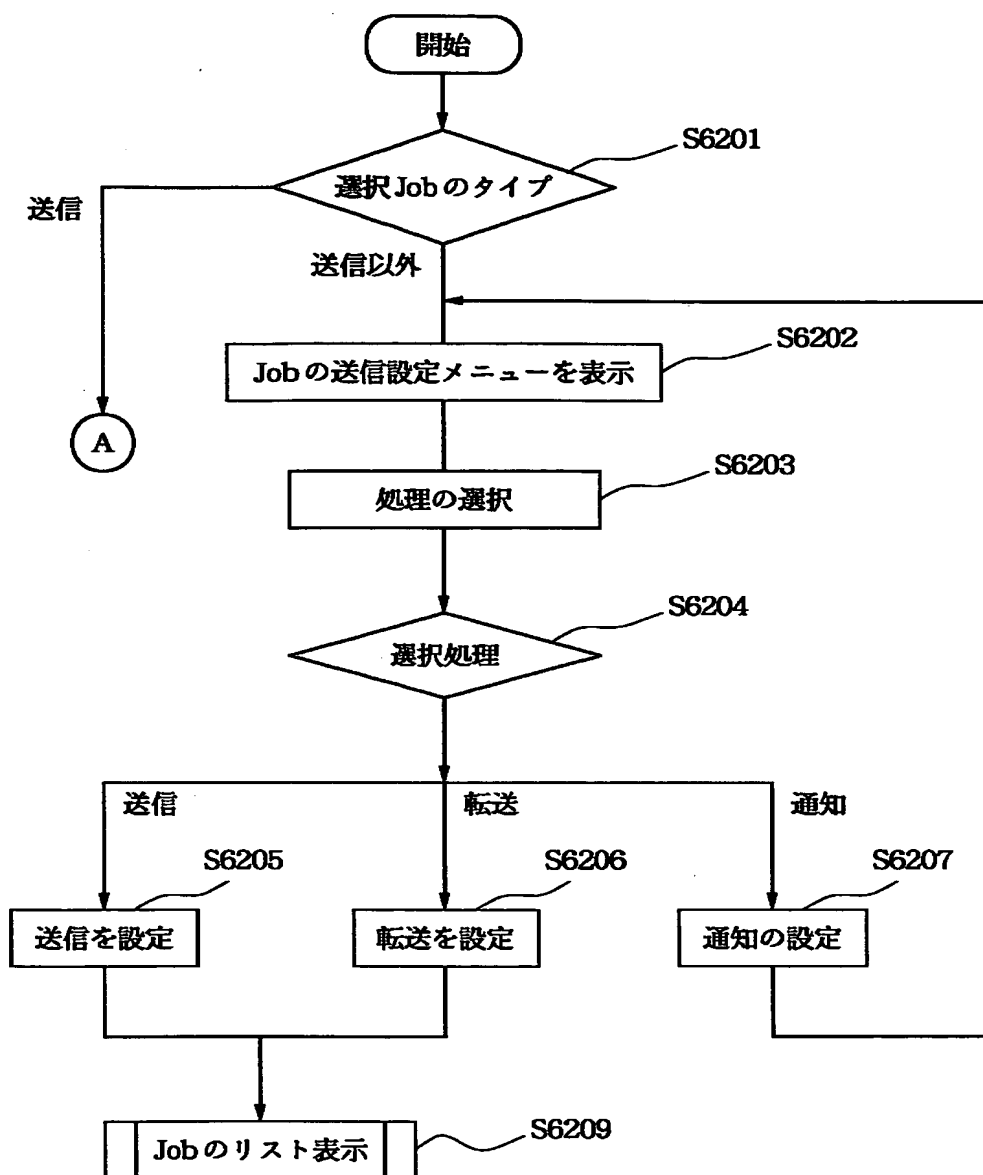 開始
S6201
選択Jobのタイプ
送信
送信以外
S6202
Jobの送信設定メニューを表示
A
S6203
処理の選択
S6204
選択処理
送信
転送
通知
S6205
S6206
S6207
送信を設定
転送を設定
通知の設定
S6209
Jobのリスト表示